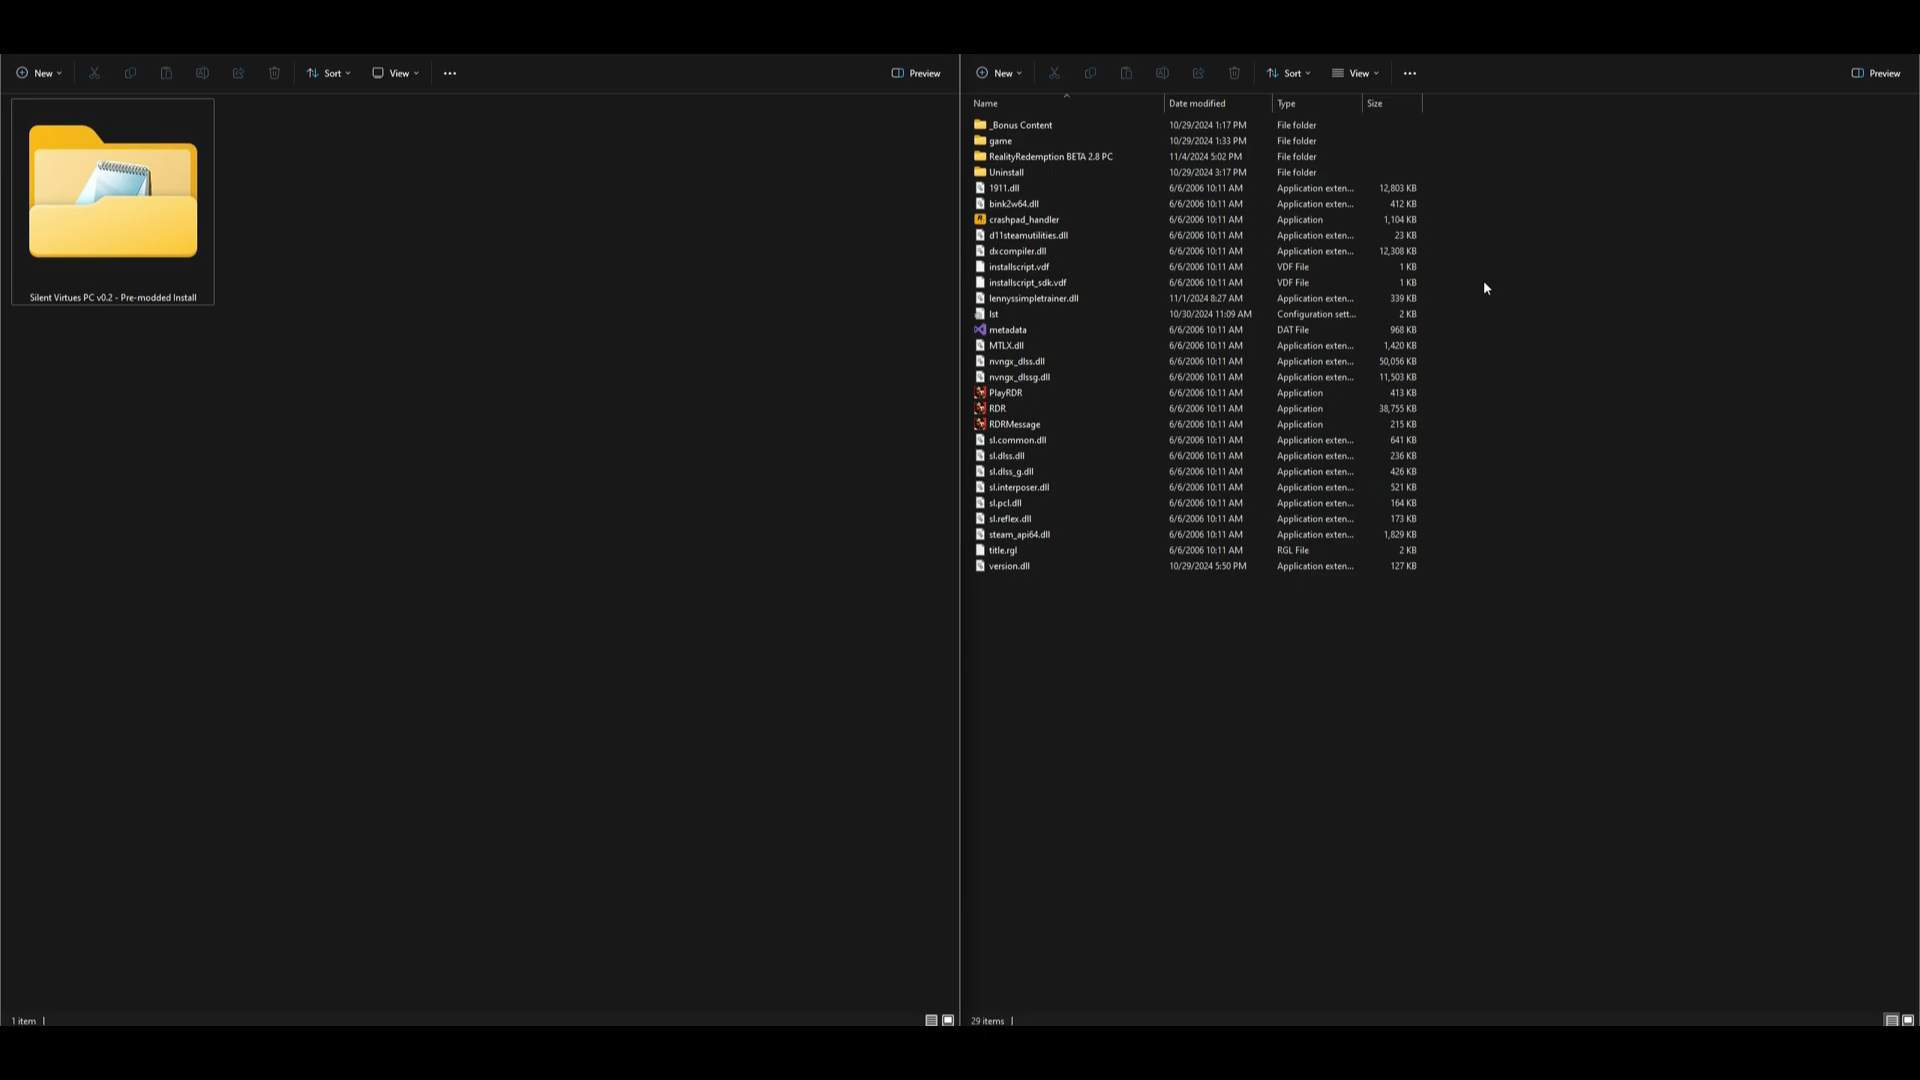 New Sort View ... Preview
Silent Virtues PC v0.2 - Pre-modded Install
1 item
New Sort View ... Preview
Name Date modified Type Size
_Bonus Content 10/29/2024 1:17 PM File folder
game 10/29/2024 1:33 PM File folder
RealityRedemption BETA 2.8 PC 11/4/2024 5:02 PM File folder
Uninstall 10/29/2024 3:17 PM File folder
1911.dll 6/6/2006 10:11 AM Application exten... 12,803 KB
bink2w64.dll 6/6/2006 10:11 AM Application exten... 412 KB
crashpad_handler 6/6/2006 10:11 AM Application 1,104 KB
d11steamutilities.dll 6/6/2006 10:11 AM Application exten... 23 KB
dxcompiler.dll 6/6/2006 10:11 AM Application exten... 12,308 KB
installscript.vdf 6/6/2006 10:11 AM VDF File 1 KB
installscript_sdk.vdf 6/6/2006 10:11 AM VDF File 1 KB
lennyssimpletrainer.dll 11/1/2024 8:27 AM Application exten... 339 KB
lst 10/30/2024 11:09 AM Configuration sett... 2 KB
metadata 6/6/2006 10:11 AM DAT File 968 KB
MTLX.dll 6/6/2006 10:11 AM Application exten... 1,420 KB
nvngx_dlss.dll 6/6/2006 10:11 AM Application exten... 50,056 KB
nvngx_dlssg.dll 6/6/2006 10:11 AM Application exten... 11,503 KB
PlayRDR 6/6/2006 10:11 AM Application 413 KB
RDR 6/6/2006 10:11 AM Application 38,755 KB
RDRMessage 6/6/2006 10:11 AM Application 215 KB
sl.common.dll 6/6/2006 10:11 AM Application exten... 641 KB
sl.dlss.dll 6/6/2006 10:11 AM Application exten... 236 KB
sl.dlss_g.dll 6/6/2006 10:11 AM Application exten... 426 KB
sl.interposer.dll 6/6/2006 10:11 AM Application exten... 521 KB
sl.pcl.dll 6/6/2006 10:11 AM Application exten... 164 KB
sl.reflex.dll 6/6/2006 10:11 AM Application exten... 173 KB
steam_api64.dll 6/6/2006 10:11 AM Application exten... 1,829 KB
title.rgl 6/6/2006 10:11 AM RGL File 2 KB
version.dll 10/29/2024 5:50 PM Application exten... 127 KB
29 items